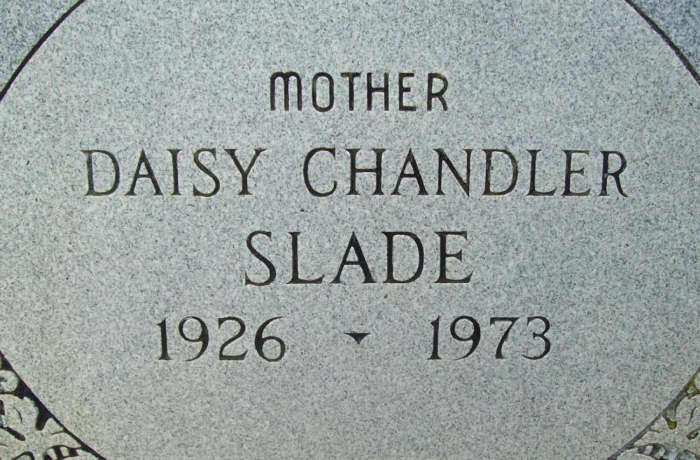 MOTHER
DAISY CHANDLER
SLADE
1926 - 1973